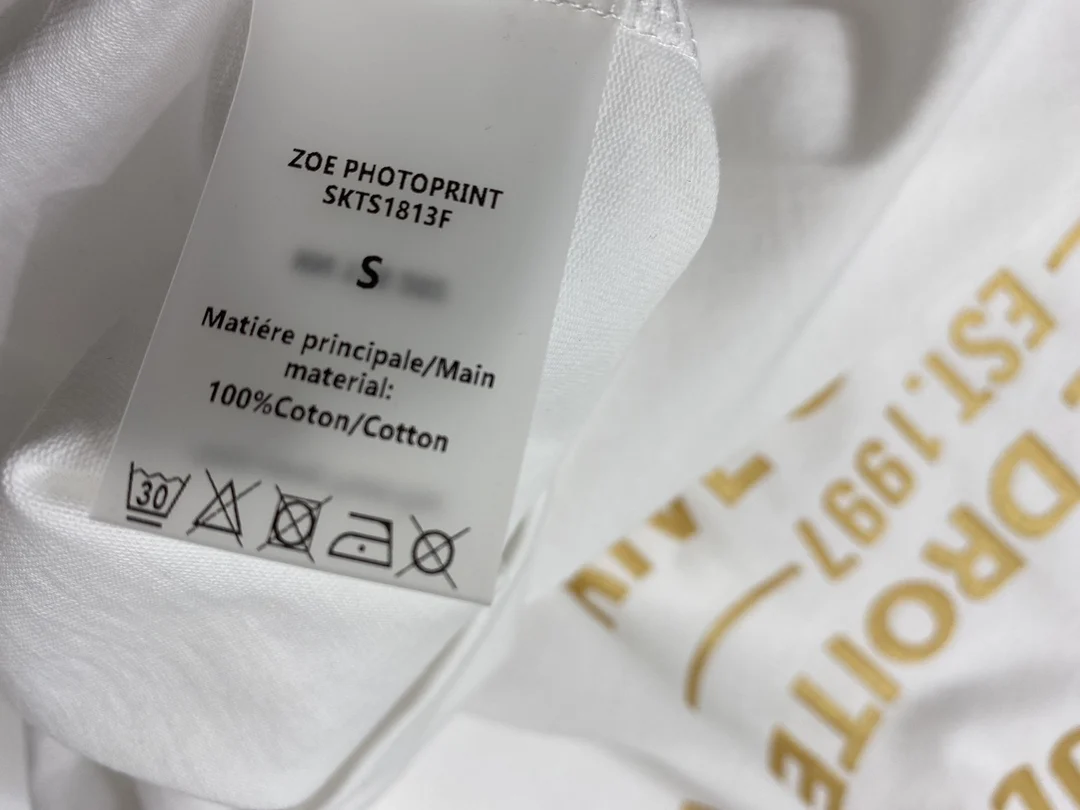 ZOE PHOTOPRINT
SKTS1813F
S
Matiére principale/Main
material:
100%Coton/Cotton
30
EST.1997
DROITE